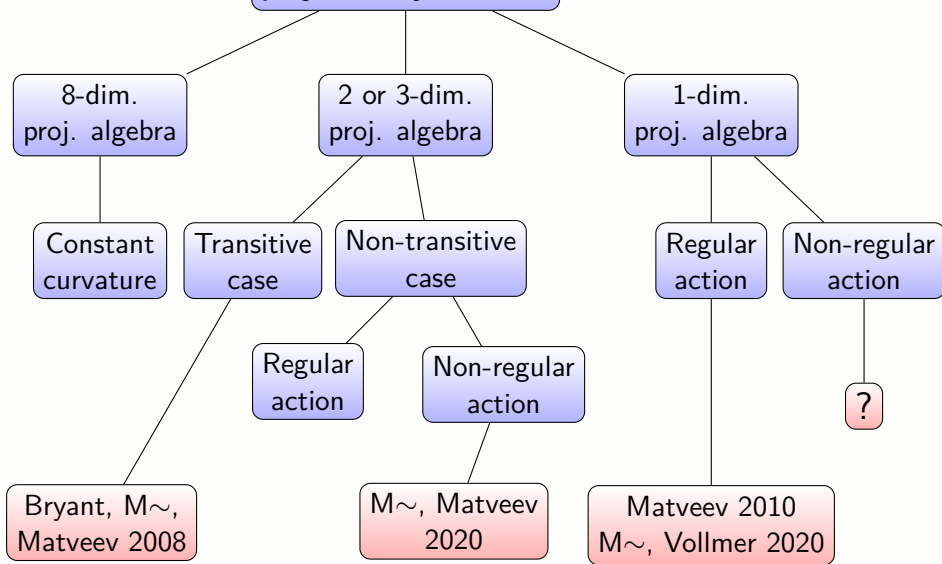 8-dim.
proj. algebra
2 or 3-dim.
proj. algebra
1-dim.
proj. algebra
Constant
curvature
Transitive
case
Non-transitive
case
Regular
action
Non-regular
action
Regular
action
Non-regular
action
?
Bryant, M∼,
Matveev 2008
M∼, Matveev
2020
Matveev 2010
M∼, Vollmer 2020